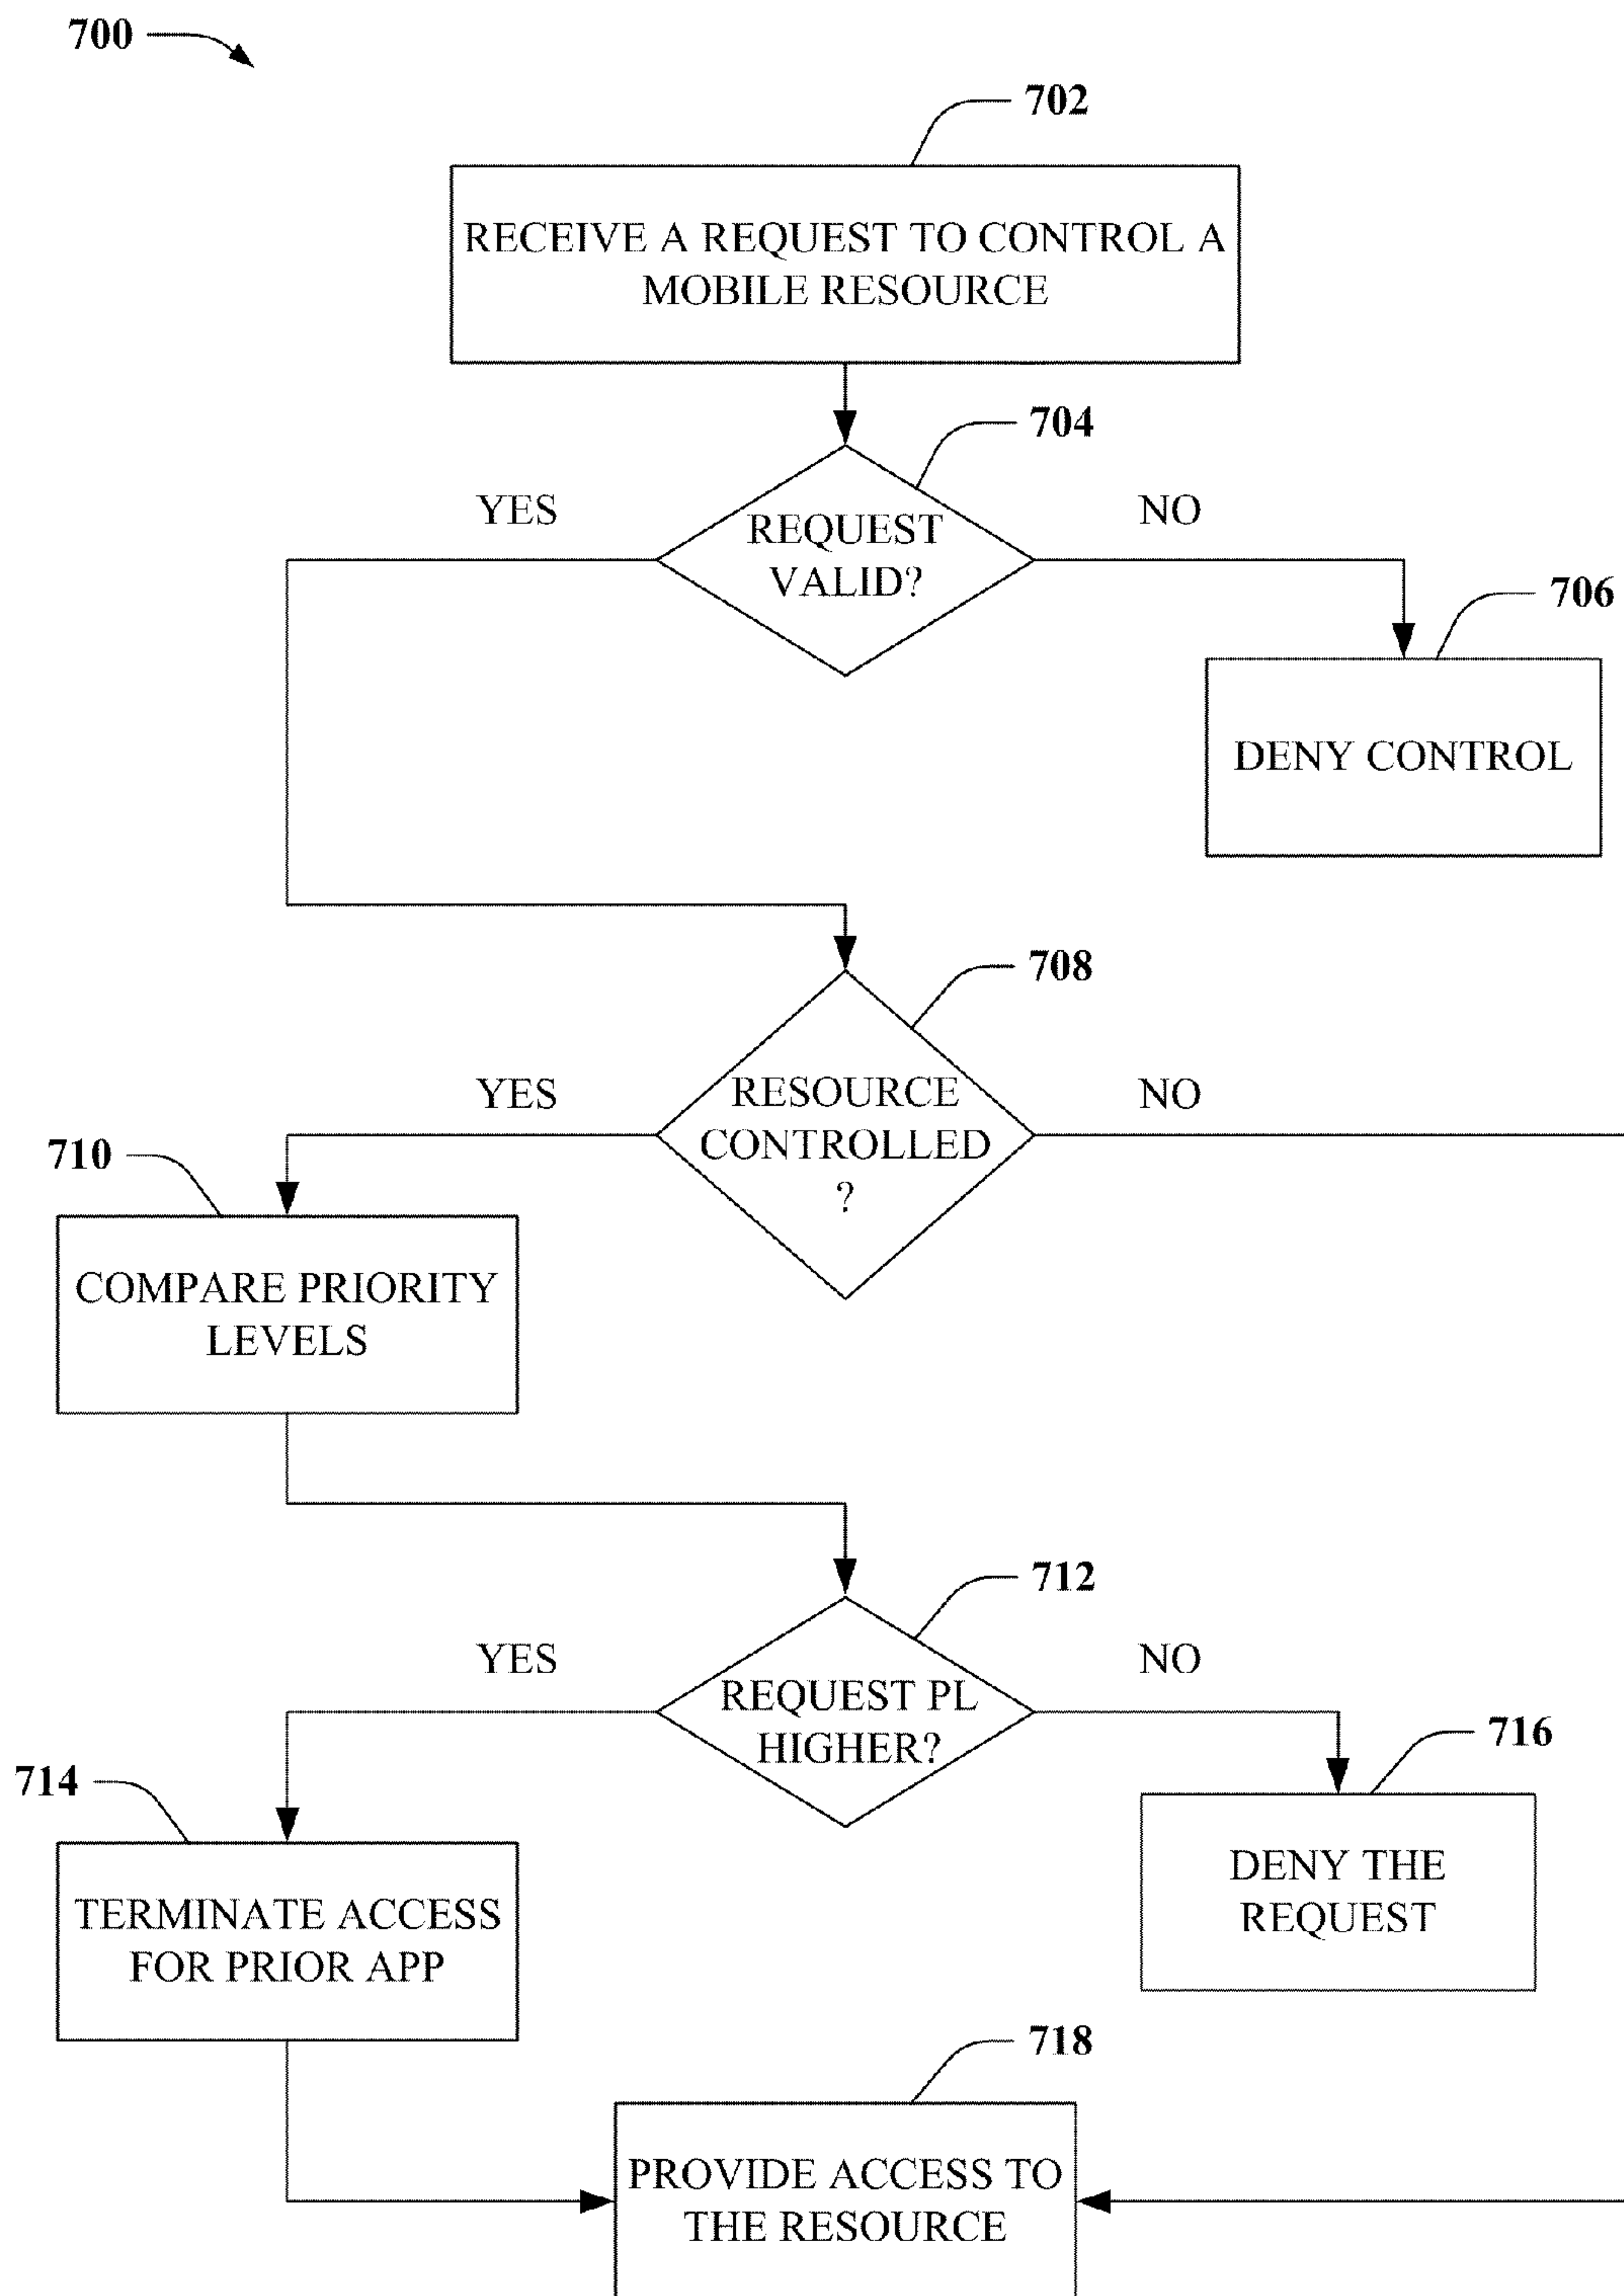 700
702
RECEIVE A REQUEST TO CONTROL A
MOBILE RESOURCE
704
YES
NO
REQUEST
VALID?
706
DENY CONTROL
708
YES
NO
RESOURCE
CONTROLLED
?
710
COMPARE PRIORITY
LEVELS
712
YES
NO
REQUEST PL
HIGHER?
714
716
TERMINATE ACCESS
FOR PRIOR APP
DENY THE
REQUEST
718
PROVIDE ACCESS TO
THE RESOURCE